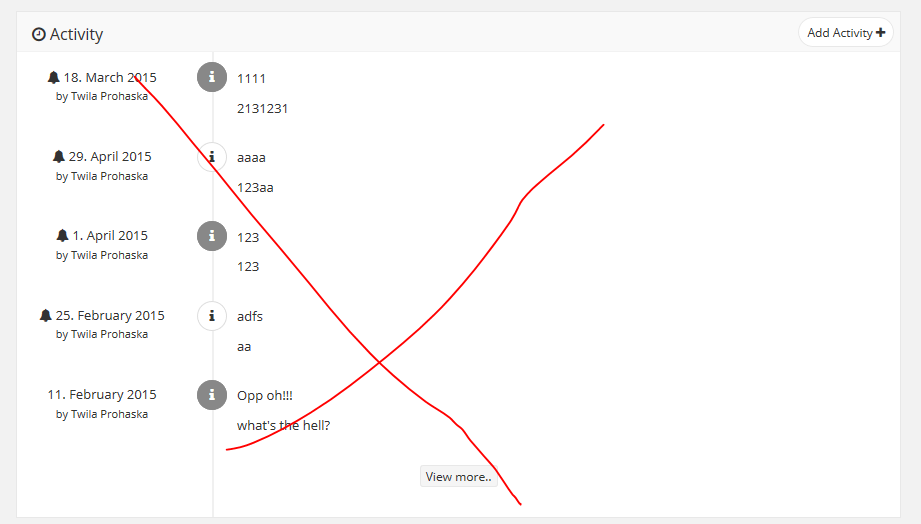 Activity
Add Activity
18. March 2015
by Twila Prohaska
1111
2131231
29. April 2015
by Twila Prohaska
aaaa
123aa
1. April 2015
by Twila Prohaska
123
123
25. February 2015
by Twila Prohaska
adfs
aa
11. February 2015
by Twila Prohaska
Opp oh!!!
what's the hell?
View more..